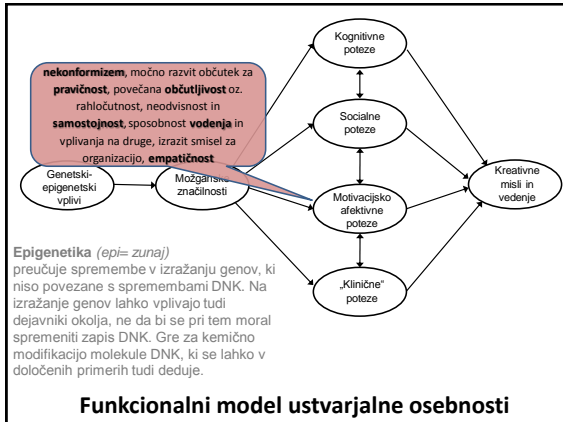 Kognitivne
poteze
nekonformizem, močno razvit občutek za
pravičnost, povečana občutljivost oz.
rahločutnost, neodvisnost in
samostojnost, sposobnost vodenja in
vplivanja na druge, izrazit smisel za
organizacijo, empatičnost
Socialne
poteze
Genetski-
epigenetski
vplivi
Možganske
značilnosti
Motivacijsko
afektivne
poteze
Kreativne
misli in
vedenje
Epigenetika (epi= zunaj)
preučuje spremembe v izražanju genov, ki
niso povezane s spremembami DNK. Na
izražanje genov lahko vplivajo tudi
dejavniki okolja, ne da bi se pri tem moral
spremeniti zapis DNK. Gre za kemično
modifikacijo molekule DNK, ki se lahko v
določenih primerih tudi deduje.
„Klinične"
poteze
Funkcionalni model ustvarjalne osebnosti